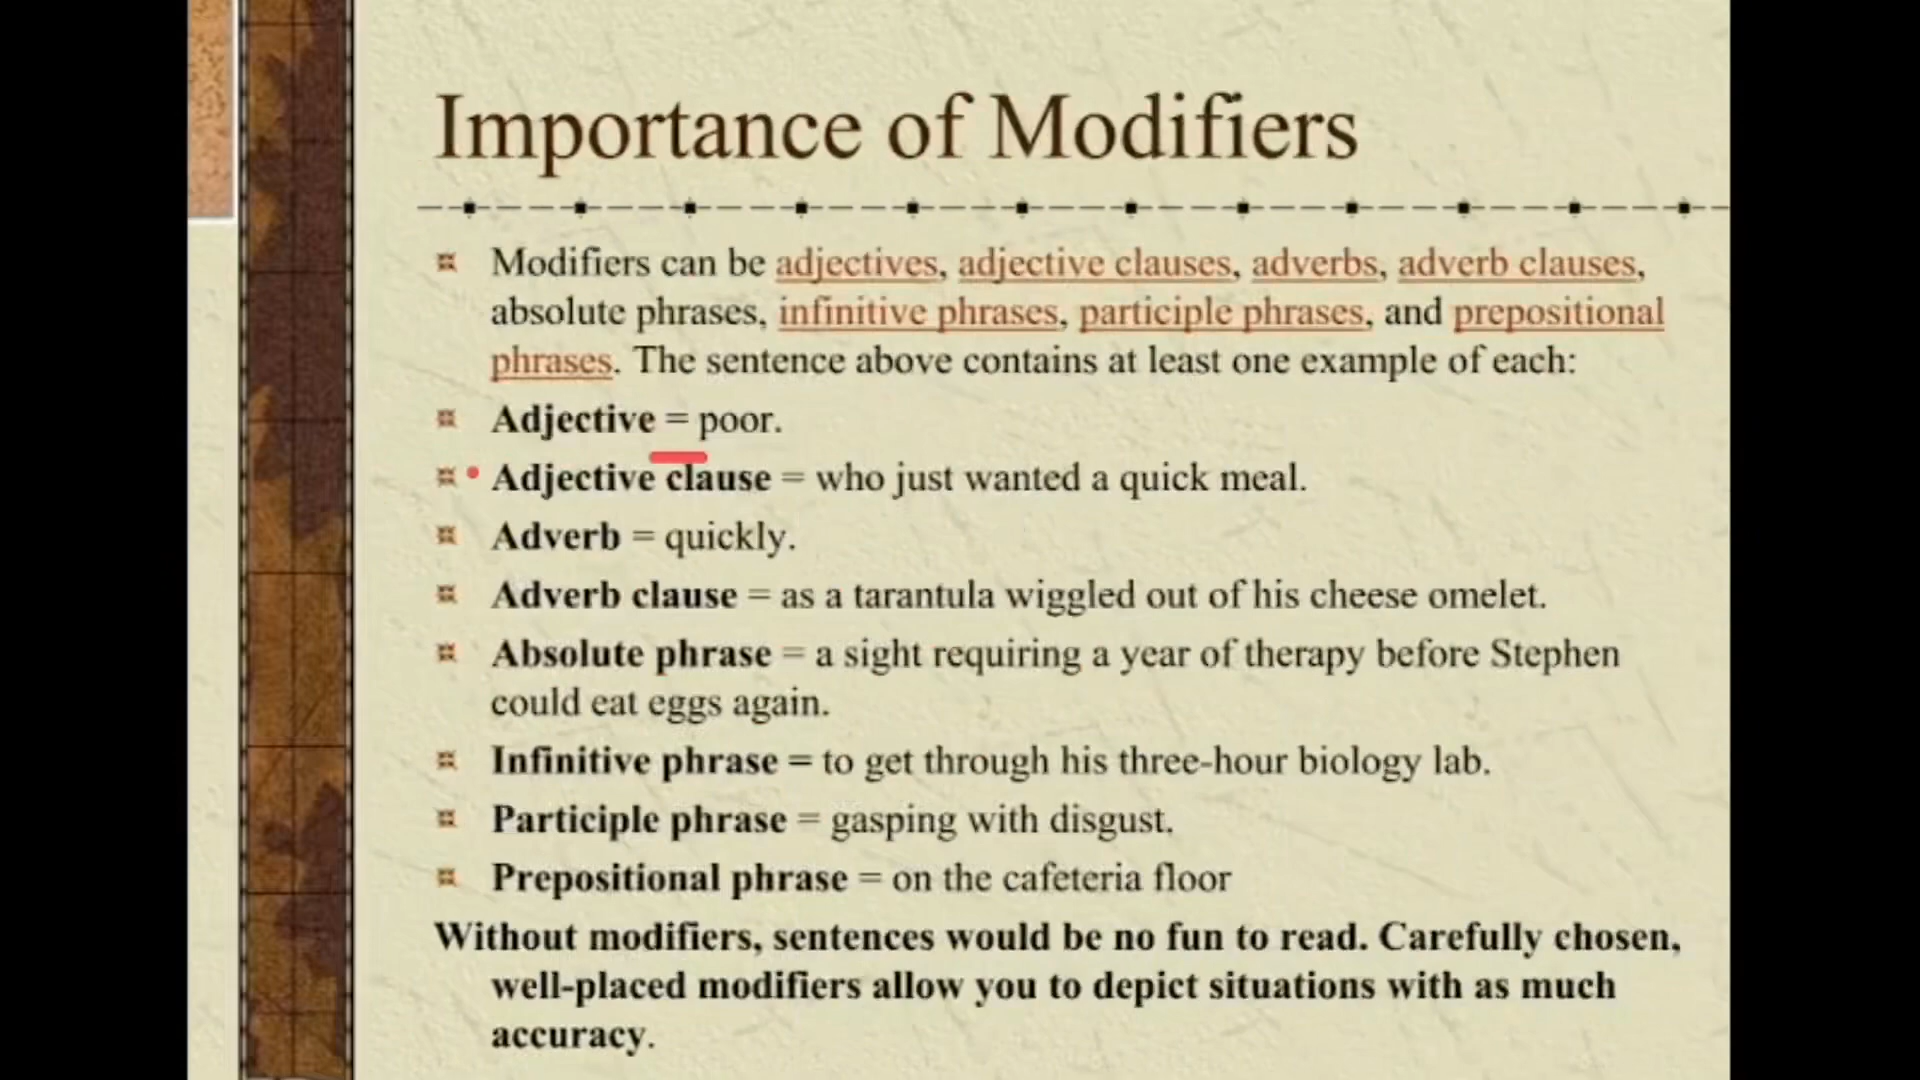 Importance of Modifiers
Modifiers can be adjectives, adjective clauses, adverbs, adverb clauses,
absolute phrases, infinitive phrases, participle phrases, and prepositional
phrases. The sentence above contains at least one example of each:
Adjective = poor.
Adjective clause = who just wanted a quick meal.
Adverb = quickly.
Adverb clause = as a tarantula wiggled out of his cheese omelet.
Absolute phrase = a sight requiring a year of therapy before Stephen
could eat eggs again.
Infinitive phrase = to get through his three-hour biology lab.
Participle phrase = gasping with disgust.
Prepositional phrase = on the cafeteria floor
Without modifiers, sentences would be no fun to read. Carefully chosen,
well-placed modifiers allow you to depict situations with as much
accuracy.